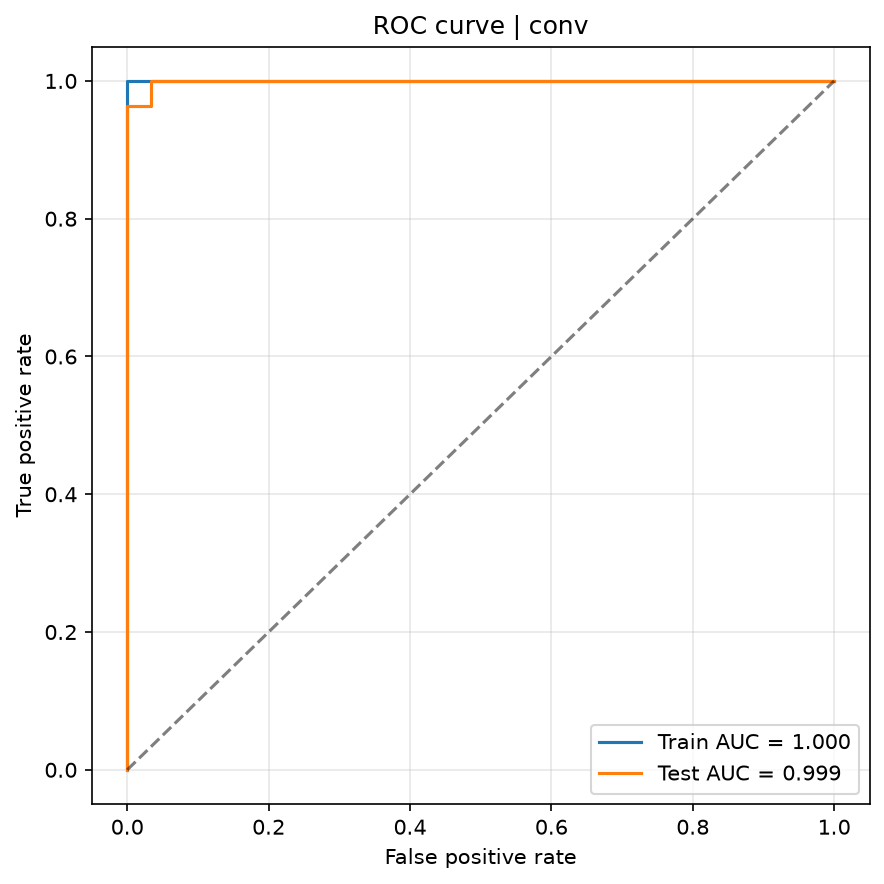 ROC curve | conv
1.0
0.8
0.6
0.4
0.2
0.0
True positive rate
Train AUC = 1.000
Test AUC = 0.999
0.0 0.2 0.4 0.6 0.8 1.0
False positive rate